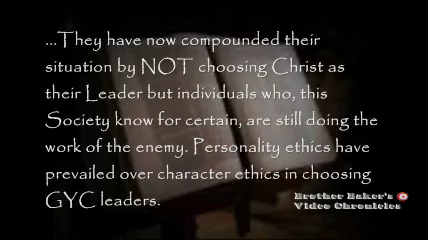 ...They have now compounded their
situation by NOT choosing Christ as
their Leader but individuals who, this
Society know for certain, are still doing the
work of the enemy. Personality ethics have
prevailed over character ethics in choosing
GYC leaders.
Brother Baker's
Video Chronicles